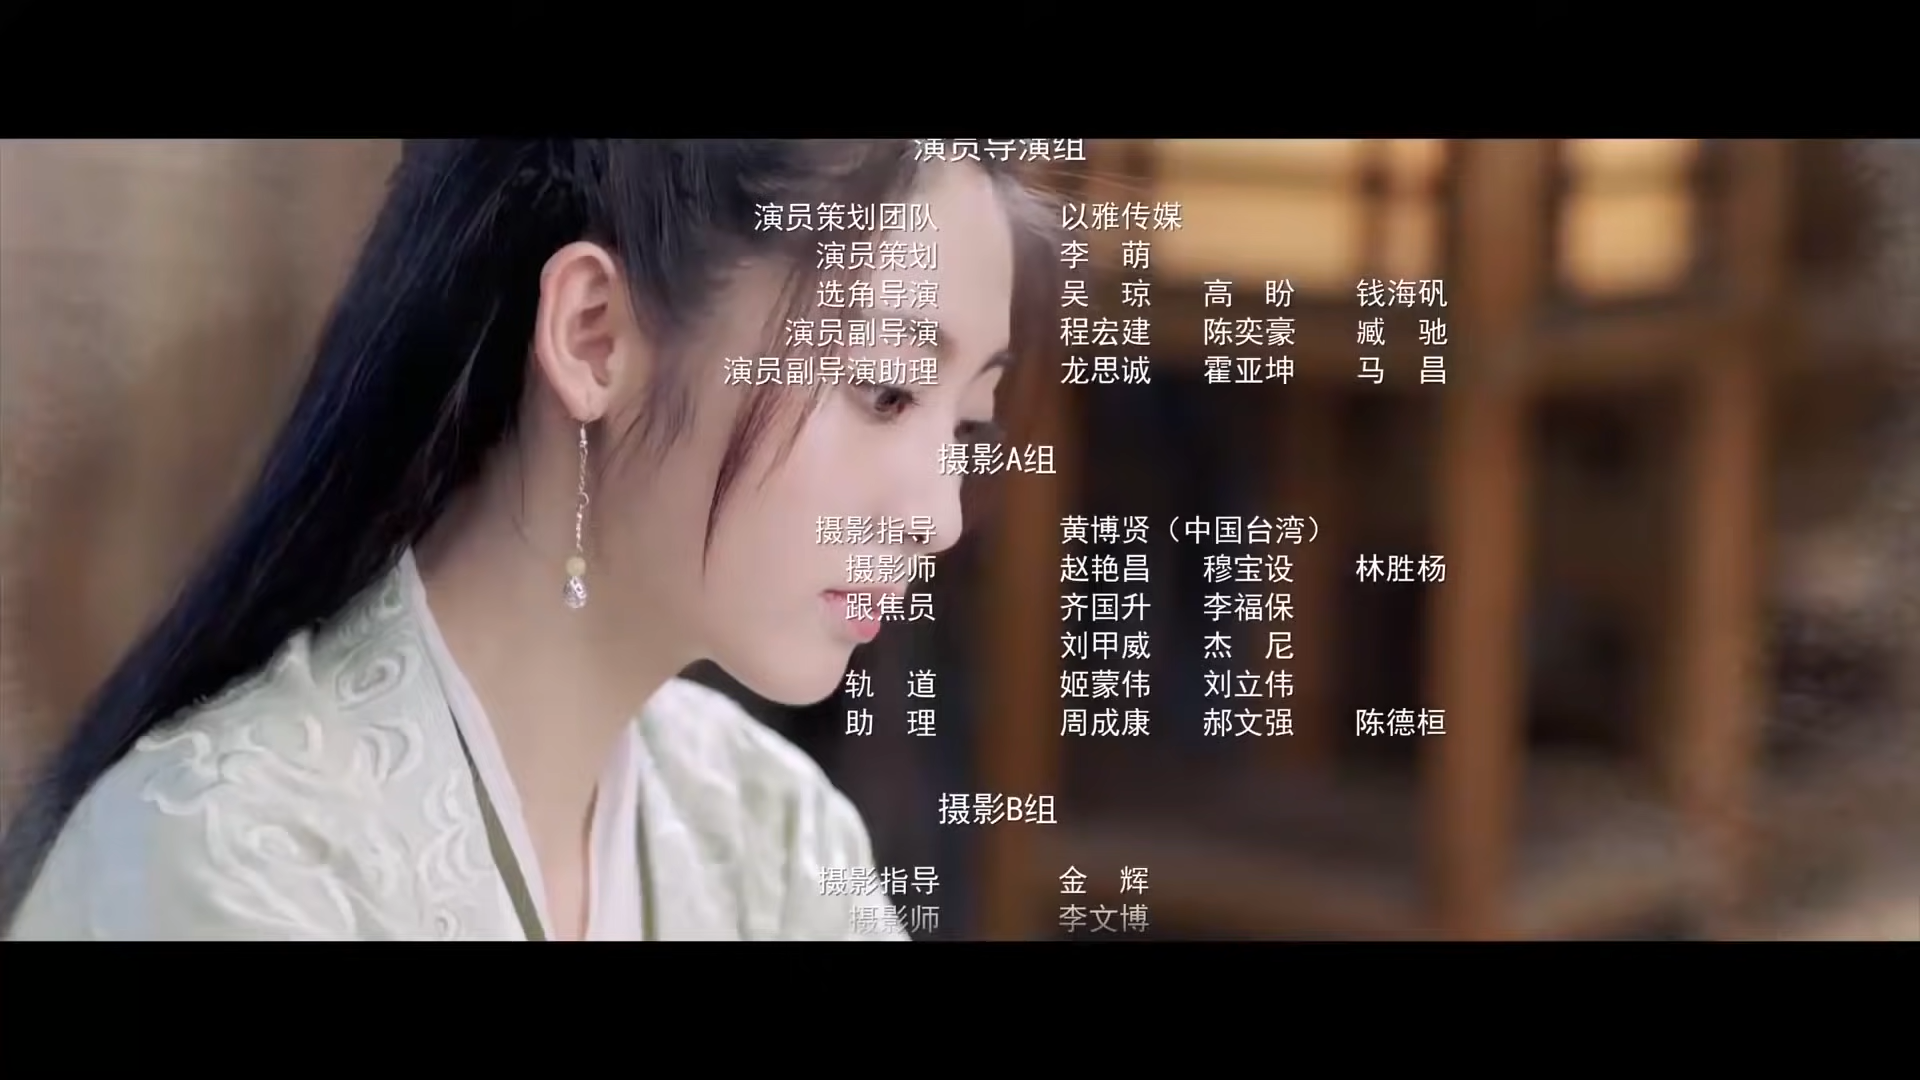 演员导演组
演员策划团队 以雅传媒
演员策划 李 萌
选角导演 吴 琼 高 盼 钱海矾
演员副导演 程宏建 陈奕豪 臧 驰
演员副导演助理 龙思诚 霍亚坤 马 昌
摄影A组
摄影指导 黄博贤（中国台湾）
摄影师 赵艳昌 穆宝设 林胜杨
跟焦员 齐国升 李福保
刘甲威 杰 尼
轨 道 姬蒙伟 刘立伟
助 理 周成康 郝文强 陈德桓
摄影B组
摄影指导 金 辉
摄影师 李文博